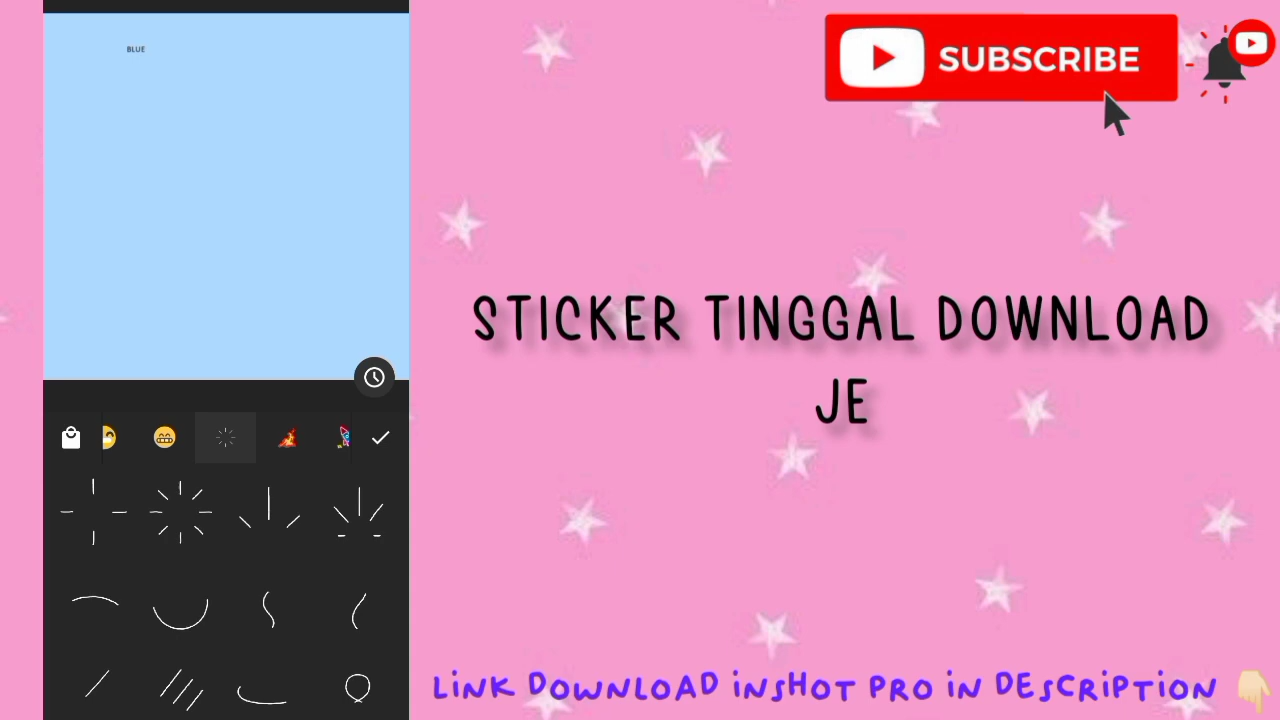 BLUE
SUBSCRIBE
STICKER TINGGAL DOWNLOAD
JE
LINK DOWNLOAD INSHOT PRO IN DESCRIPTION